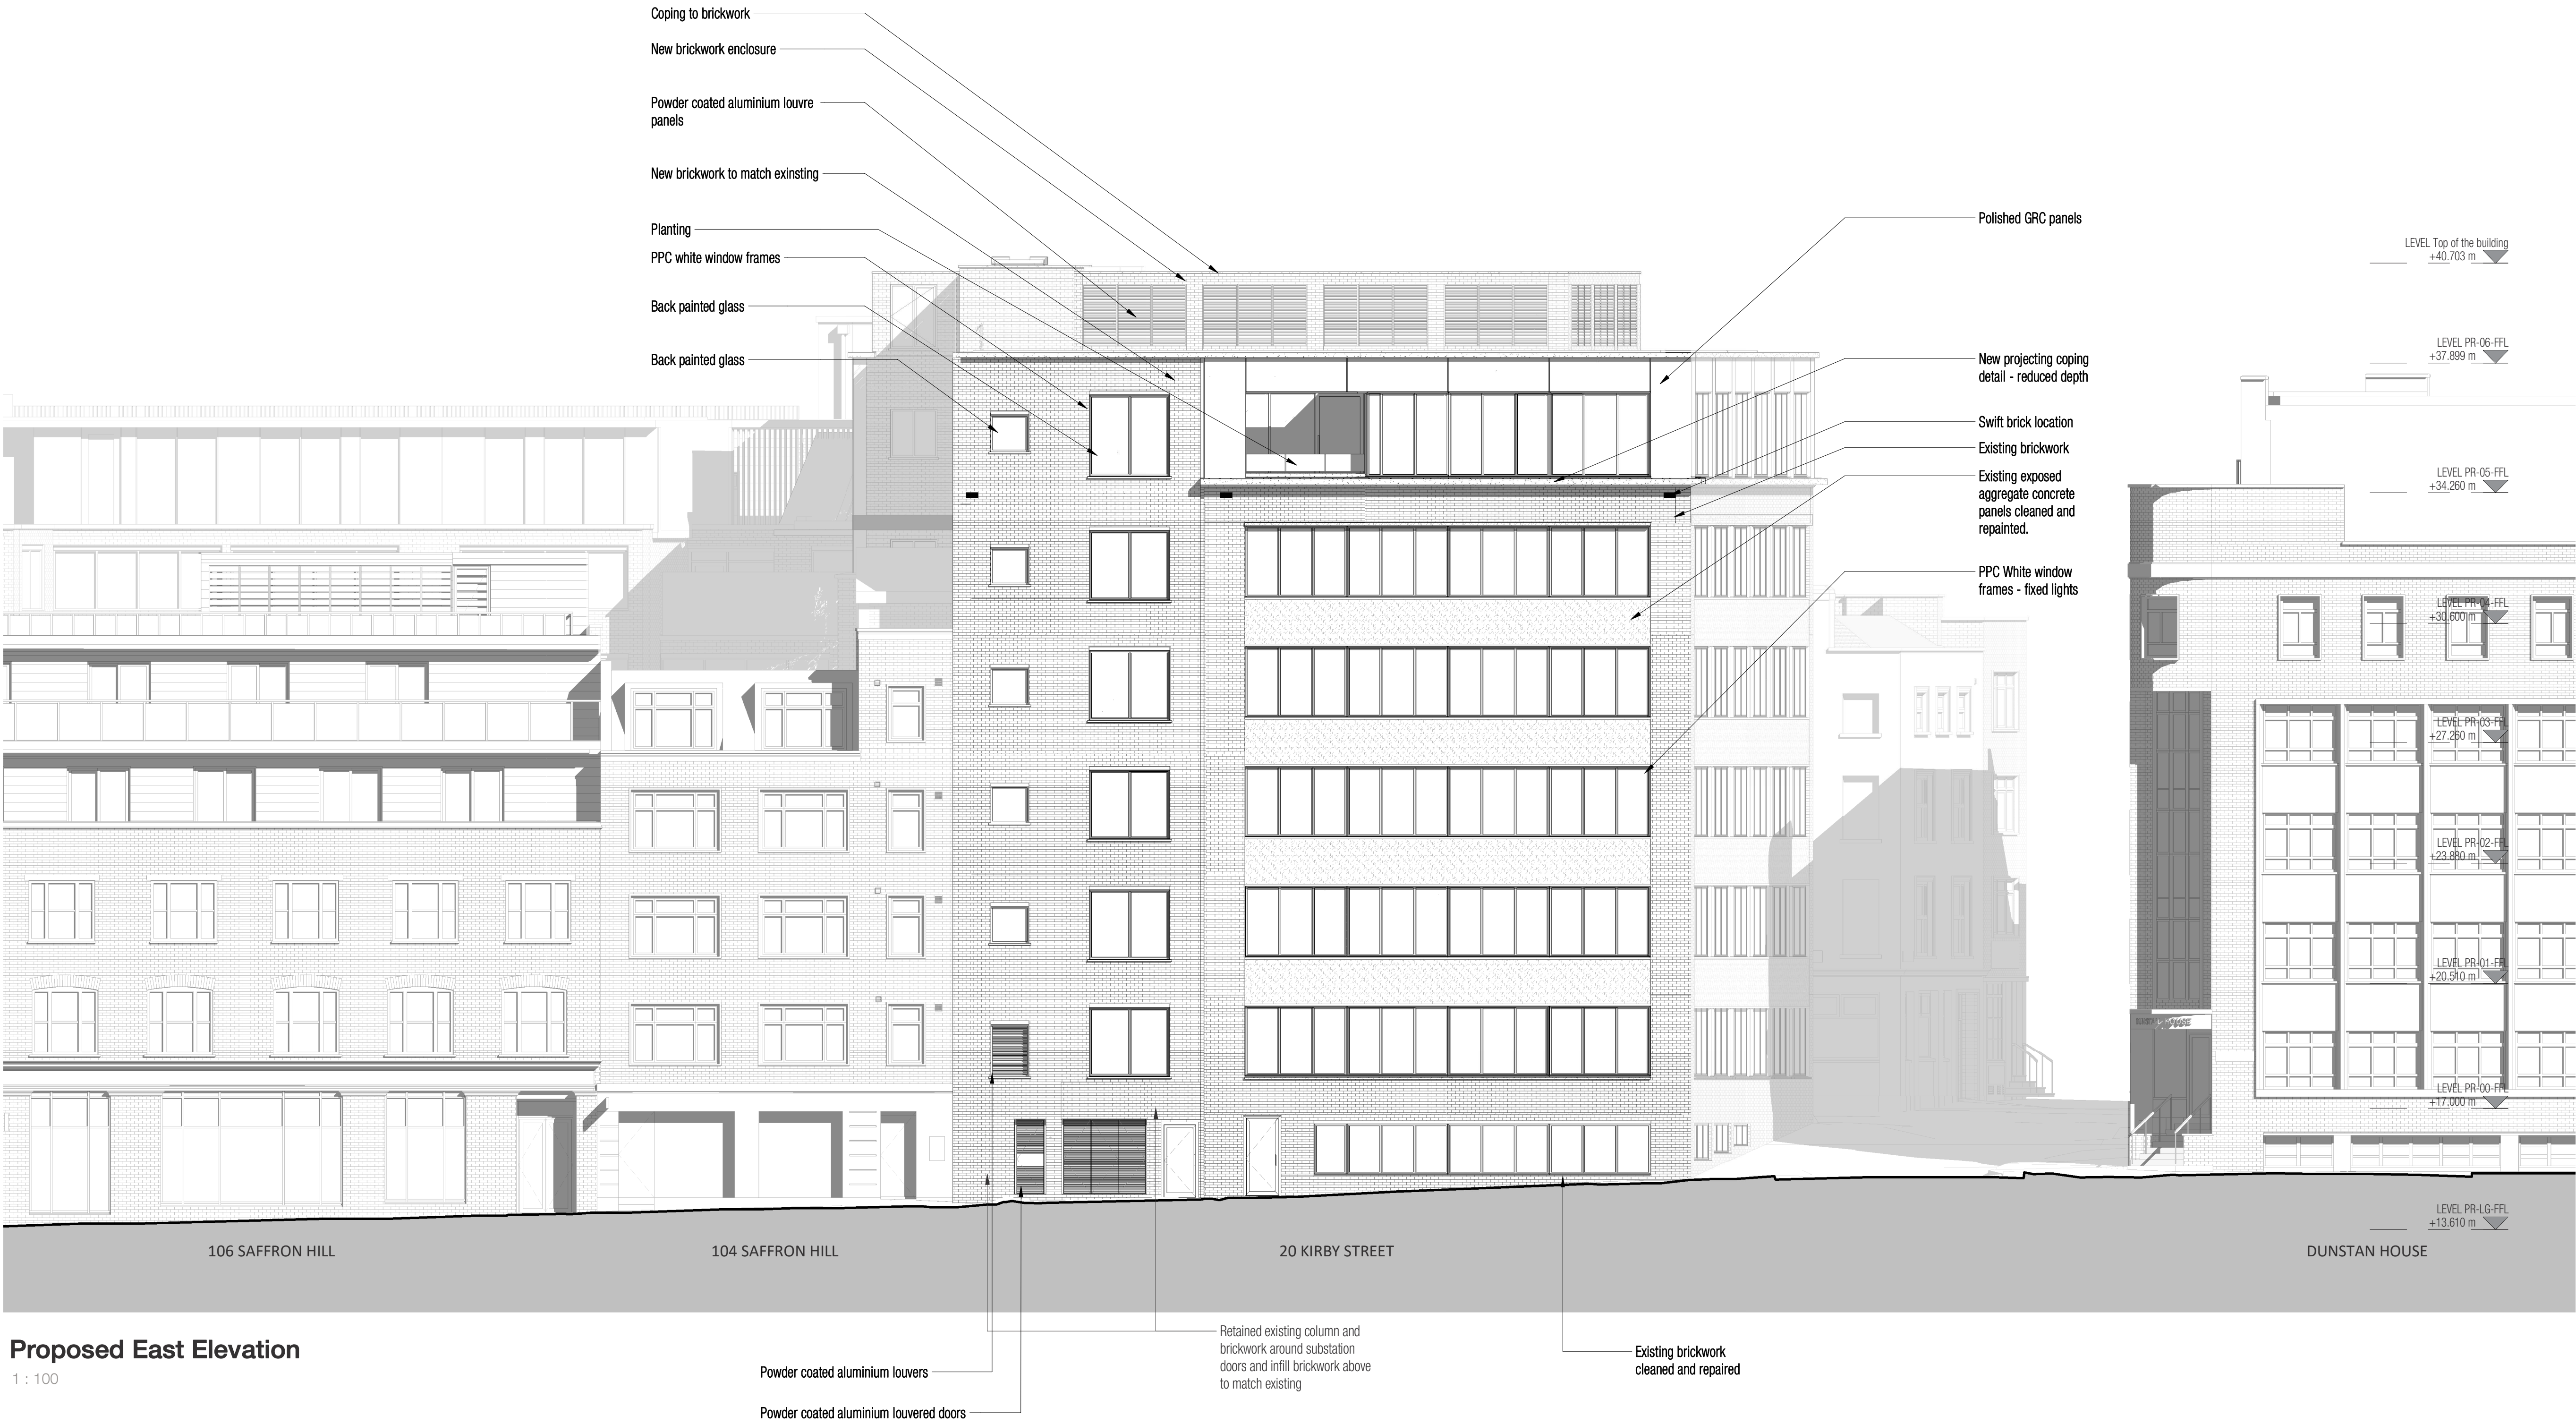 Coping to brickwork
New brickwork enclosure
Powder coated aluminium louvre
panels
New brickwork to match exinsting
Planting
PPC white window frames
Back painted glass
Back painted glass
Polished GRC panels
New projecting coping
detail - reduced depth
Swift brick location
Existing brickwork
Existing exposed
aggregate concrete
panels cleaned and
repainted.
PPC White window
frames - fixed lights
LEVEL Top of the building
+40.703 m
LEVEL PR-06-FFL
+37.899 m
LEVEL PR-05-FFL
+34.260 m
LEVEL PR-04-FFL
+30.600 m
LEVEL PR-03-FFL
+27.260 m
LEVEL PR-02-FFL
+23.880 m
LEVEL PR-01-FFL
+20.510 m
LEVEL PR-00-FFL
+17.000 m
LEVEL PR-LG-FFL
+13.610 m
106 SAFFRON HILL
104 SAFFRON HILL
20 KIRBY STREET
DUNSTAN HOUSE
Proposed East Elevation
1 : 100
Powder coated aluminium louvers
Powder coated aluminium louvered doors
Retained existing column and
brickwork around substation
doors and infill brickwork above
to match existing
Existing brickwork
cleaned and repaired